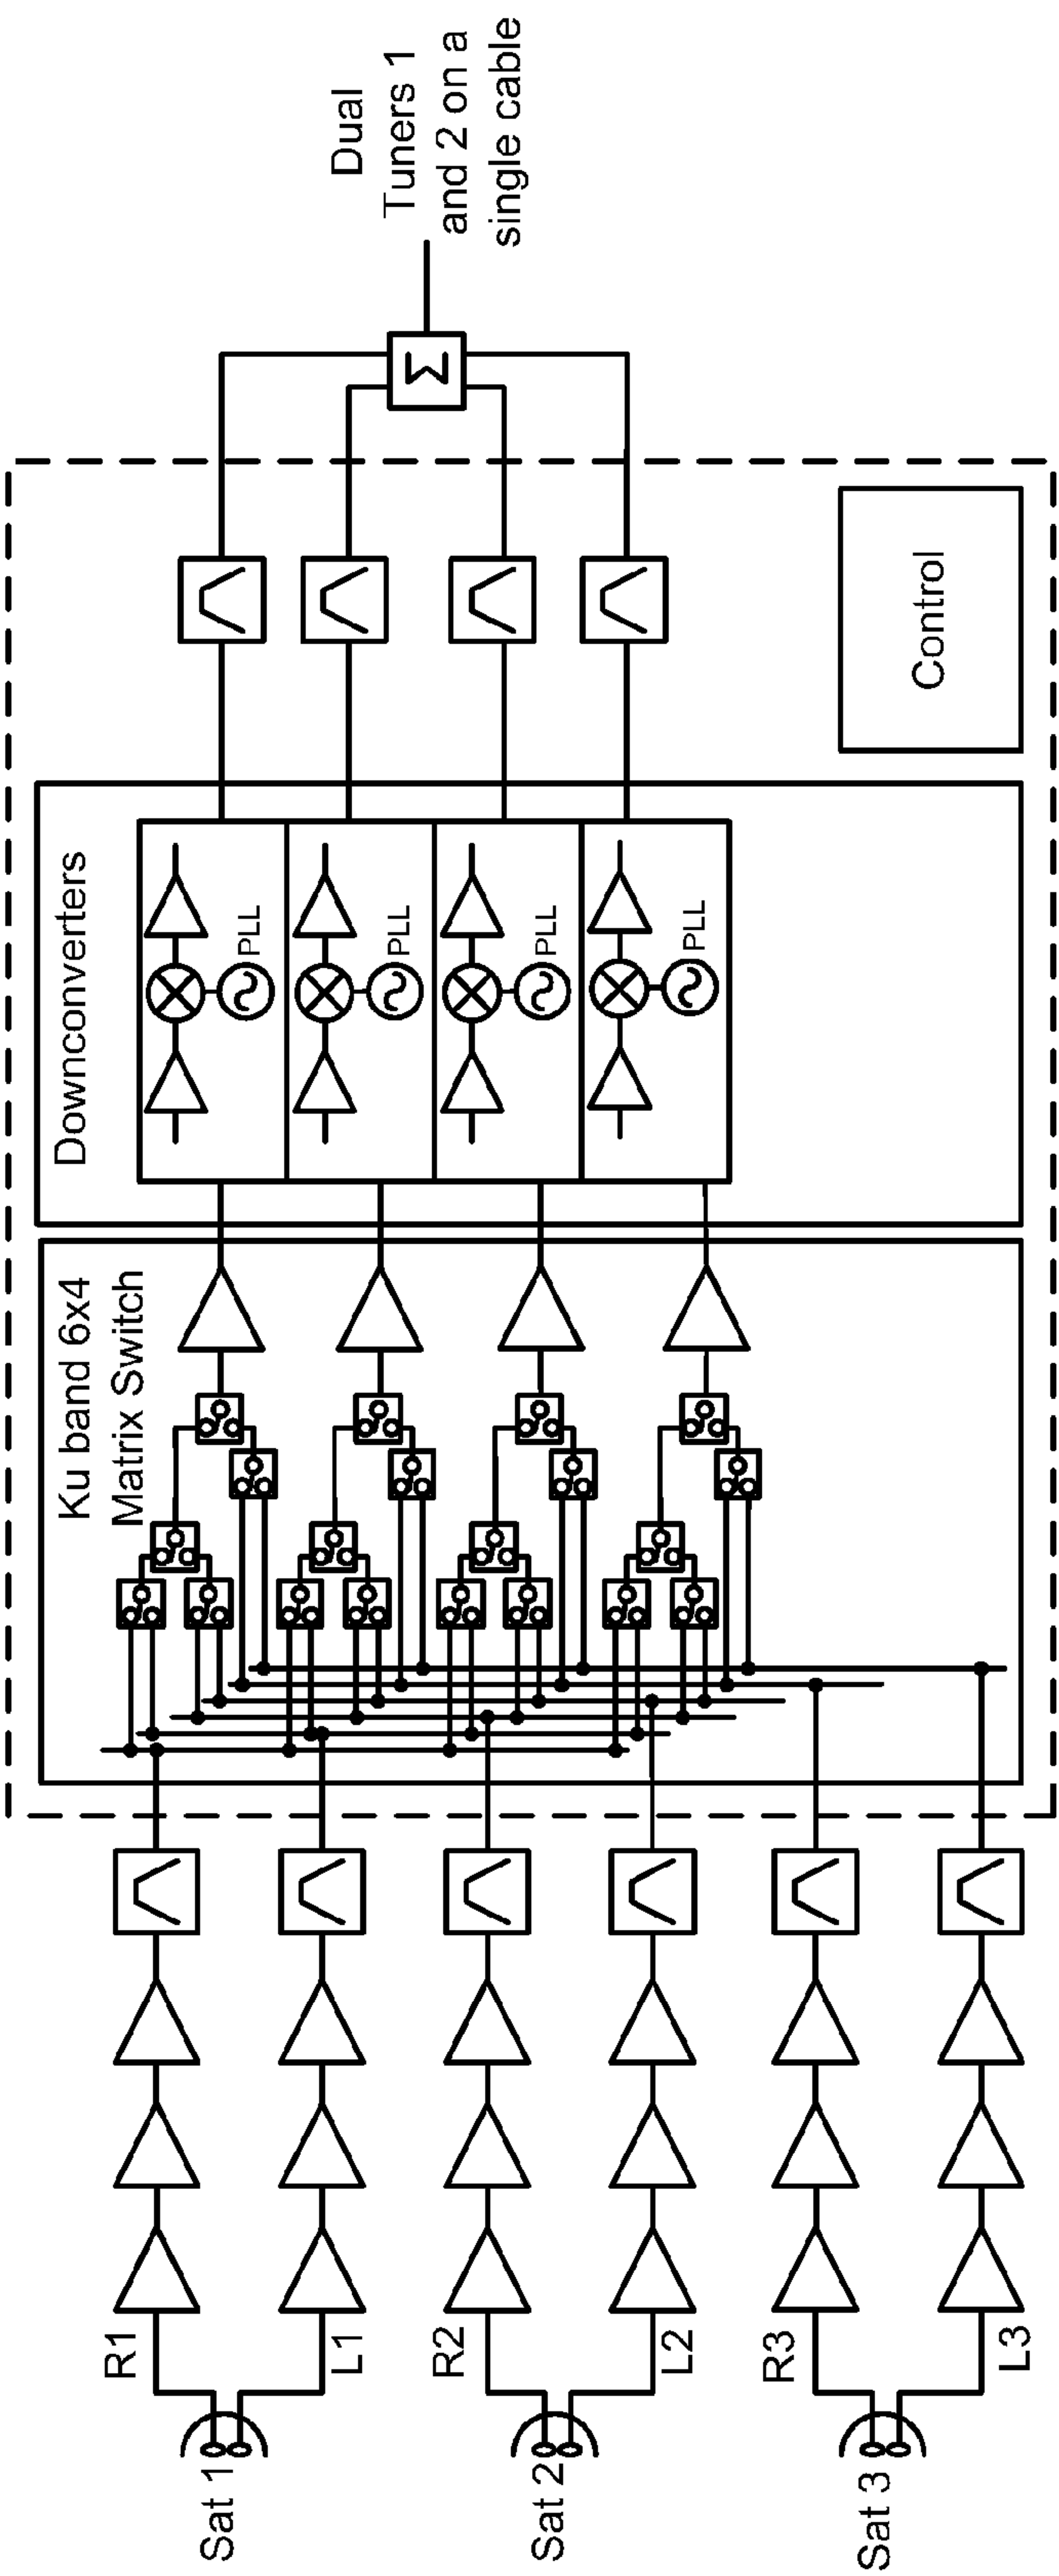 Sat 1
R1
L1
Sat 2
R2
L2
Sat 3
R3
L3
Ku band 6x4
Matrix Switch
Downconverters
PLL
PLL
PLL
PLL
Control
Σ
Dual
Tuners 1
and 2 on a
single cable